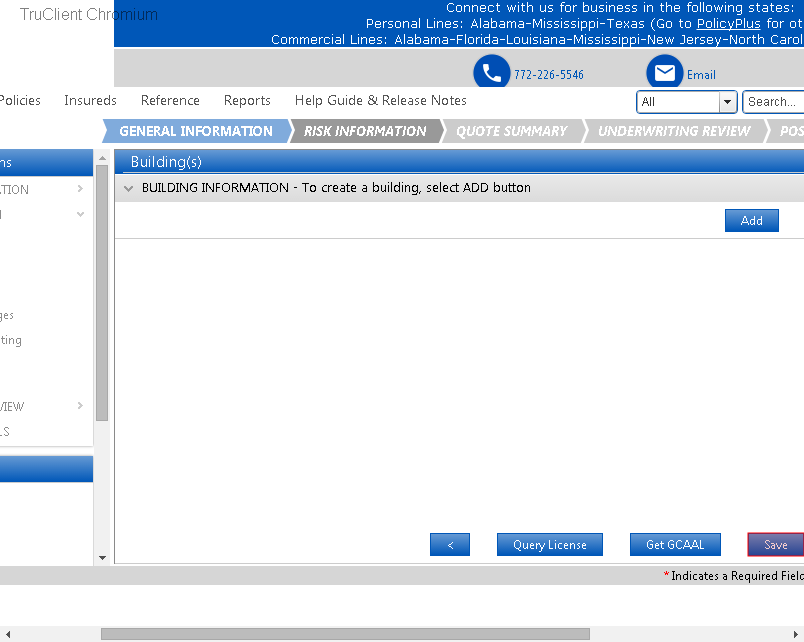 TruClient Chromium
Connect with us for business in the following states:
Personal Lines: Alabama-Mississippi-Texas (Go to PolicyPlus for ot
Commercial Lines: Alabama-Florida-Louisiana-Mississippi-New Jersey-North Carol
772-226-5546 Email
Policies Insureds Reference Reports Help Guide & Release Notes All Search...
GENERAL INFORMATION RISK INFORMATION QUOTE SUMMARY UNDERWRITING REVIEW POS
ns Building(s)
ATION BUILDING INFORMATION - To create a building, select ADD button
Add
ges
ting
VIEW
LS
< Query License Get GCAAL Save
*Indicates a Required Field